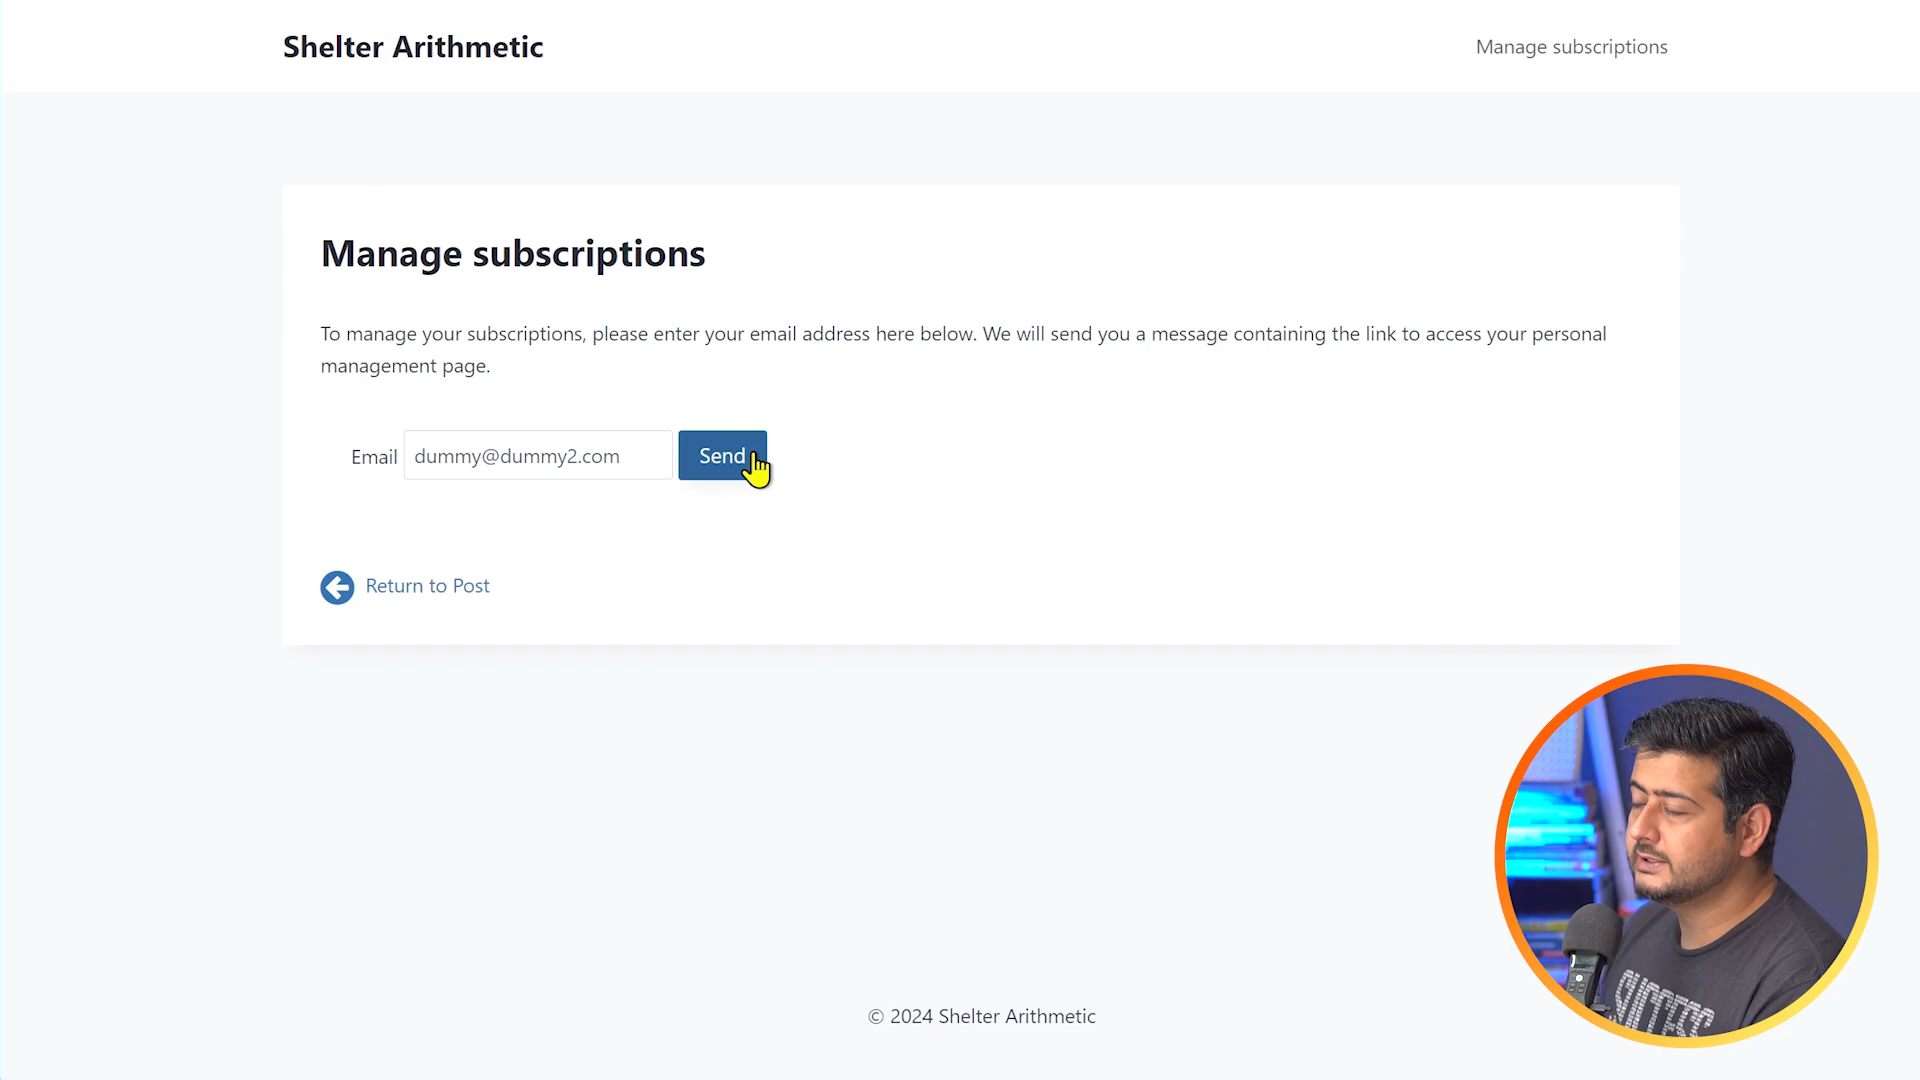 Shelter Arithmetic
Manage subscriptions
Manage subscriptions
To manage your subscriptions, please enter your email address here below. We will send you a message containing the link to access your personal
management page.
Email dummy@dummy2.com Send
Return to Post
© 2024 Shelter Arithmetic
SUCCESS